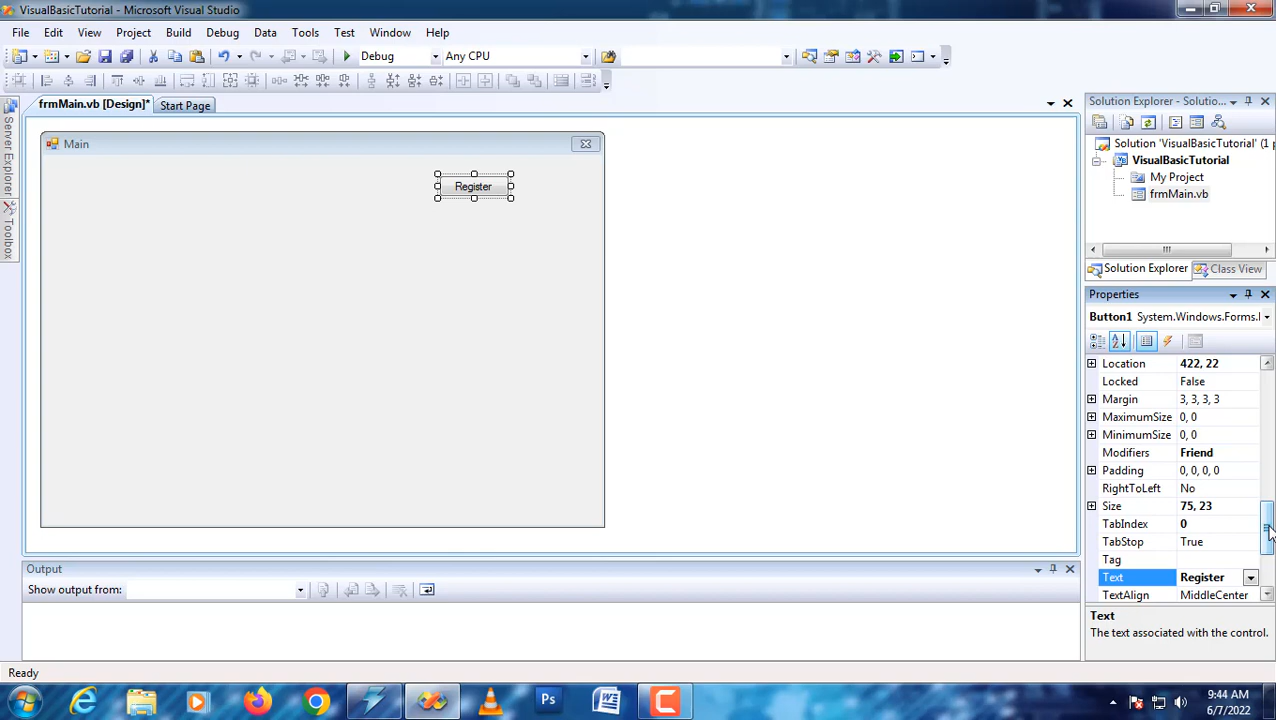 VisualBasicTutorial - Microsoft Visual Studio
File Edit View Project Build Debug Data Tools Test Window Help
Debug Any CPU
frmMain.vb [Design]* Start Page
Server Explorer
Toolbox
Main
Register
Solution Explorer - Solutio...
Solution 'VisualBasicTutorial' (1 p
VisualBasicTutorial
My Project
frmMain.vb
Solution Explorer Class View
Properties
Button1 System.Windows.Forms.
Location 422, 22
Locked False
Margin 3, 3, 3, 3
MaximumSize 0, 0
MinimumSize 0, 0
Modifiers Friend
Padding 0, 0, 0, 0
RightToLeft No
Size 75, 23
TabIndex 0
TabStop True
Tag
Text Register
TextAlign MiddleCenter
Text
The text associated with the control.
Output
Show output from:
Ready
Ps
9:44 AM
6/7/2022